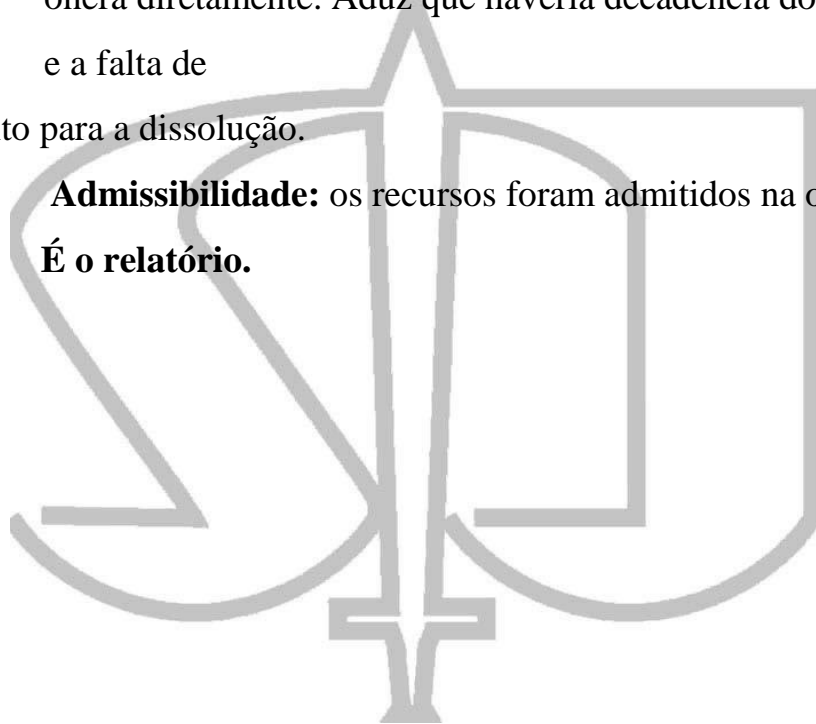 onera diretamente. Aduz que haveria decadência do
e a falta de
to para a dissolução.
Admissibilidade: os recursos foram admitidos na o
É o relatório.